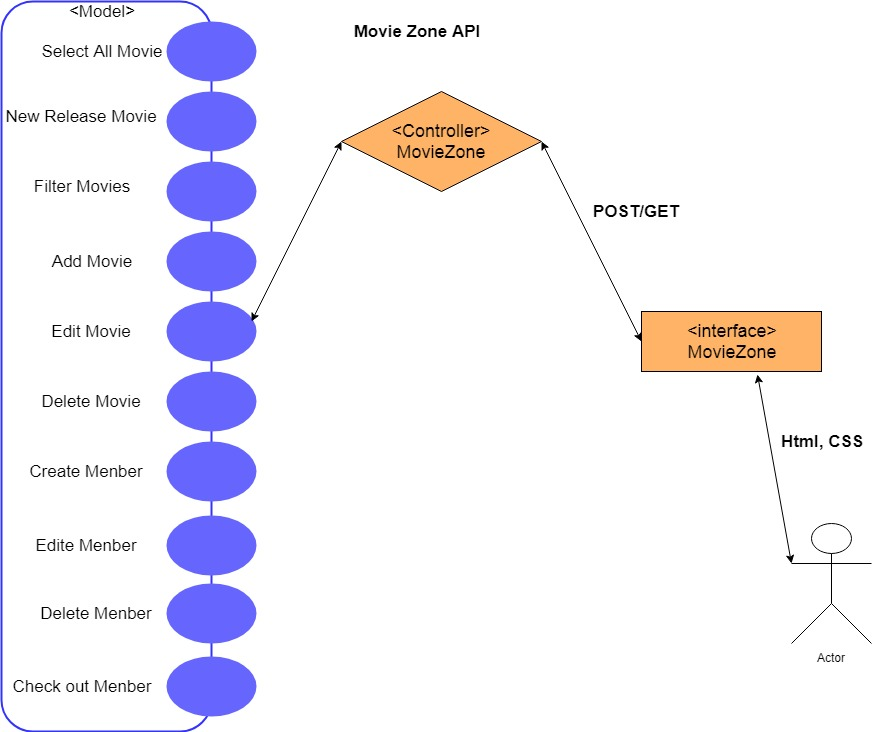 <Model>
Movie Zone API
Select All Movie
New Release Movie
<Controller>
MovieZone
Filter Movies
POST/GET
Add Movie
Edit Movie
<interface>
MovieZone
Delete Movie
Html, CSS
Create Menber
Edite Menber
Delete Menber
Actor
Check out Menber